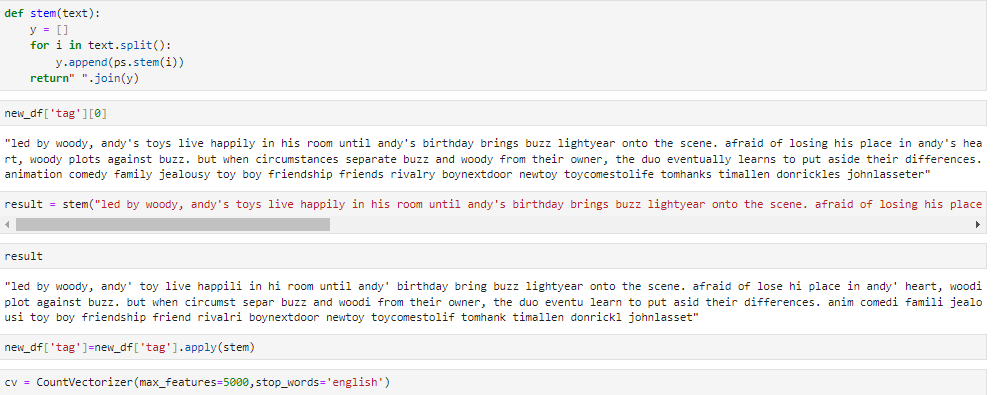 def stem(text):
    y = []
    for i in text.split():
        y.append(ps.stem(i))
    return" ".join(y)
new_df['tag'][0]
"led by woody, andy's toys live happily in his room until andy's birthday brings buzz lightyear onto the scene. afraid of losing his place in andy's hea
rt, woody plots against buzz. but when circumstances separate buzz and woody from their owner, the duo eventually learns to put aside their differences.
animation comedy family jealousy toy boy friendship friends rivalry boynextdoor newtoy toycomestolife tomhanks timallen donrickles johnlasseter"
result = stem("led by woody, andy's toys live happily in his room until andy's birthday brings buzz lightyear onto the scene. afraid of losing his place
result
"led by woody, andy' toy live happili in hi room until andy' birthday bring buzz lightyear onto the scene. afraid of lose hi place in andy' heart, woodi
plot against buzz. but when circumst separ buzz and woodi from their owner, the duo eventu learn to put asid their differences. anim comedi famili jealo
usi toy boy friendship friend rivalri boynextdoor newtoy toycomestolif tomhank timallen donrickl johnlasset"
new_df['tag']=new_df['tag'].apply(stem)
cv = CountVectorizer(max_features=5000,stop_words='english')